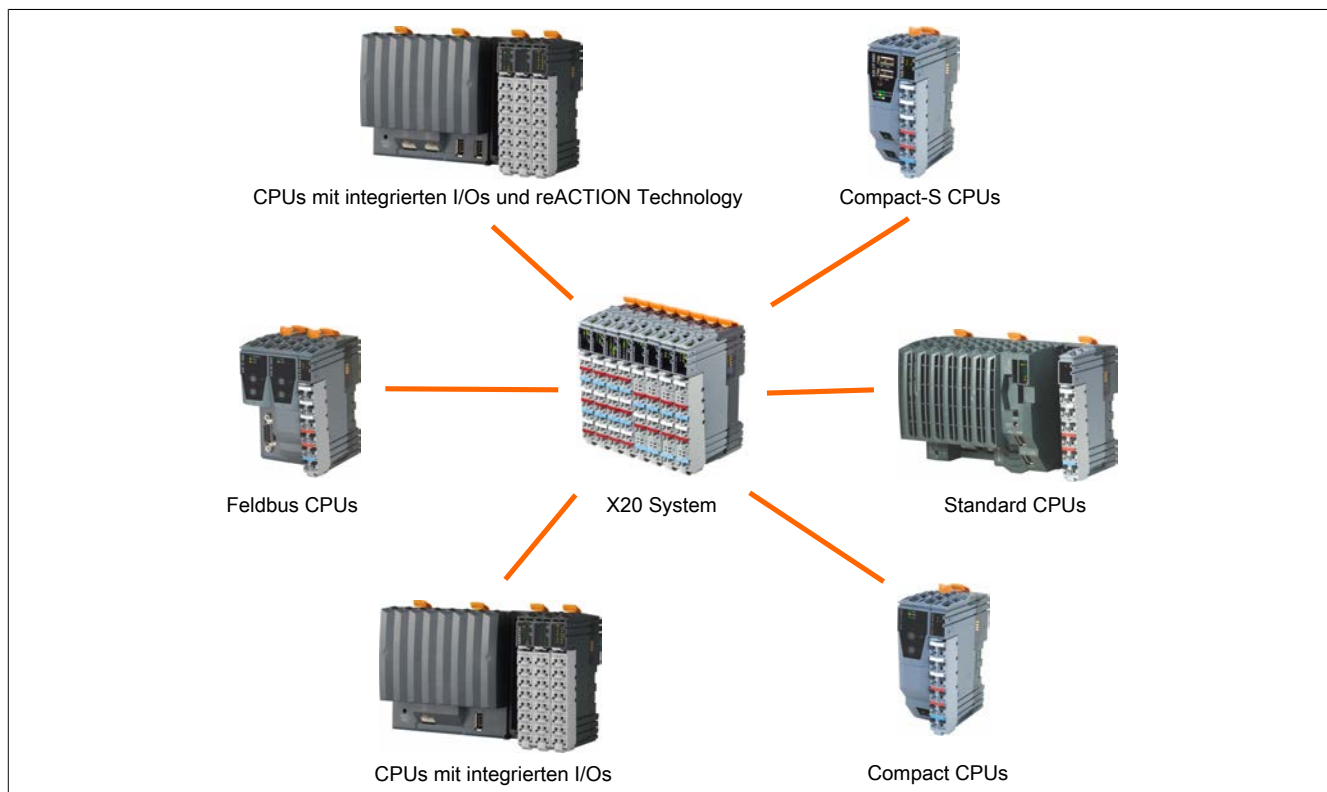 CPUs mit integrierten I/Os und reACTION Technology
Compact-S CPUs
Feldbus CPUs
X20 System
Standard CPUs
CPUs mit integrierten I/Os
Compact CPUs